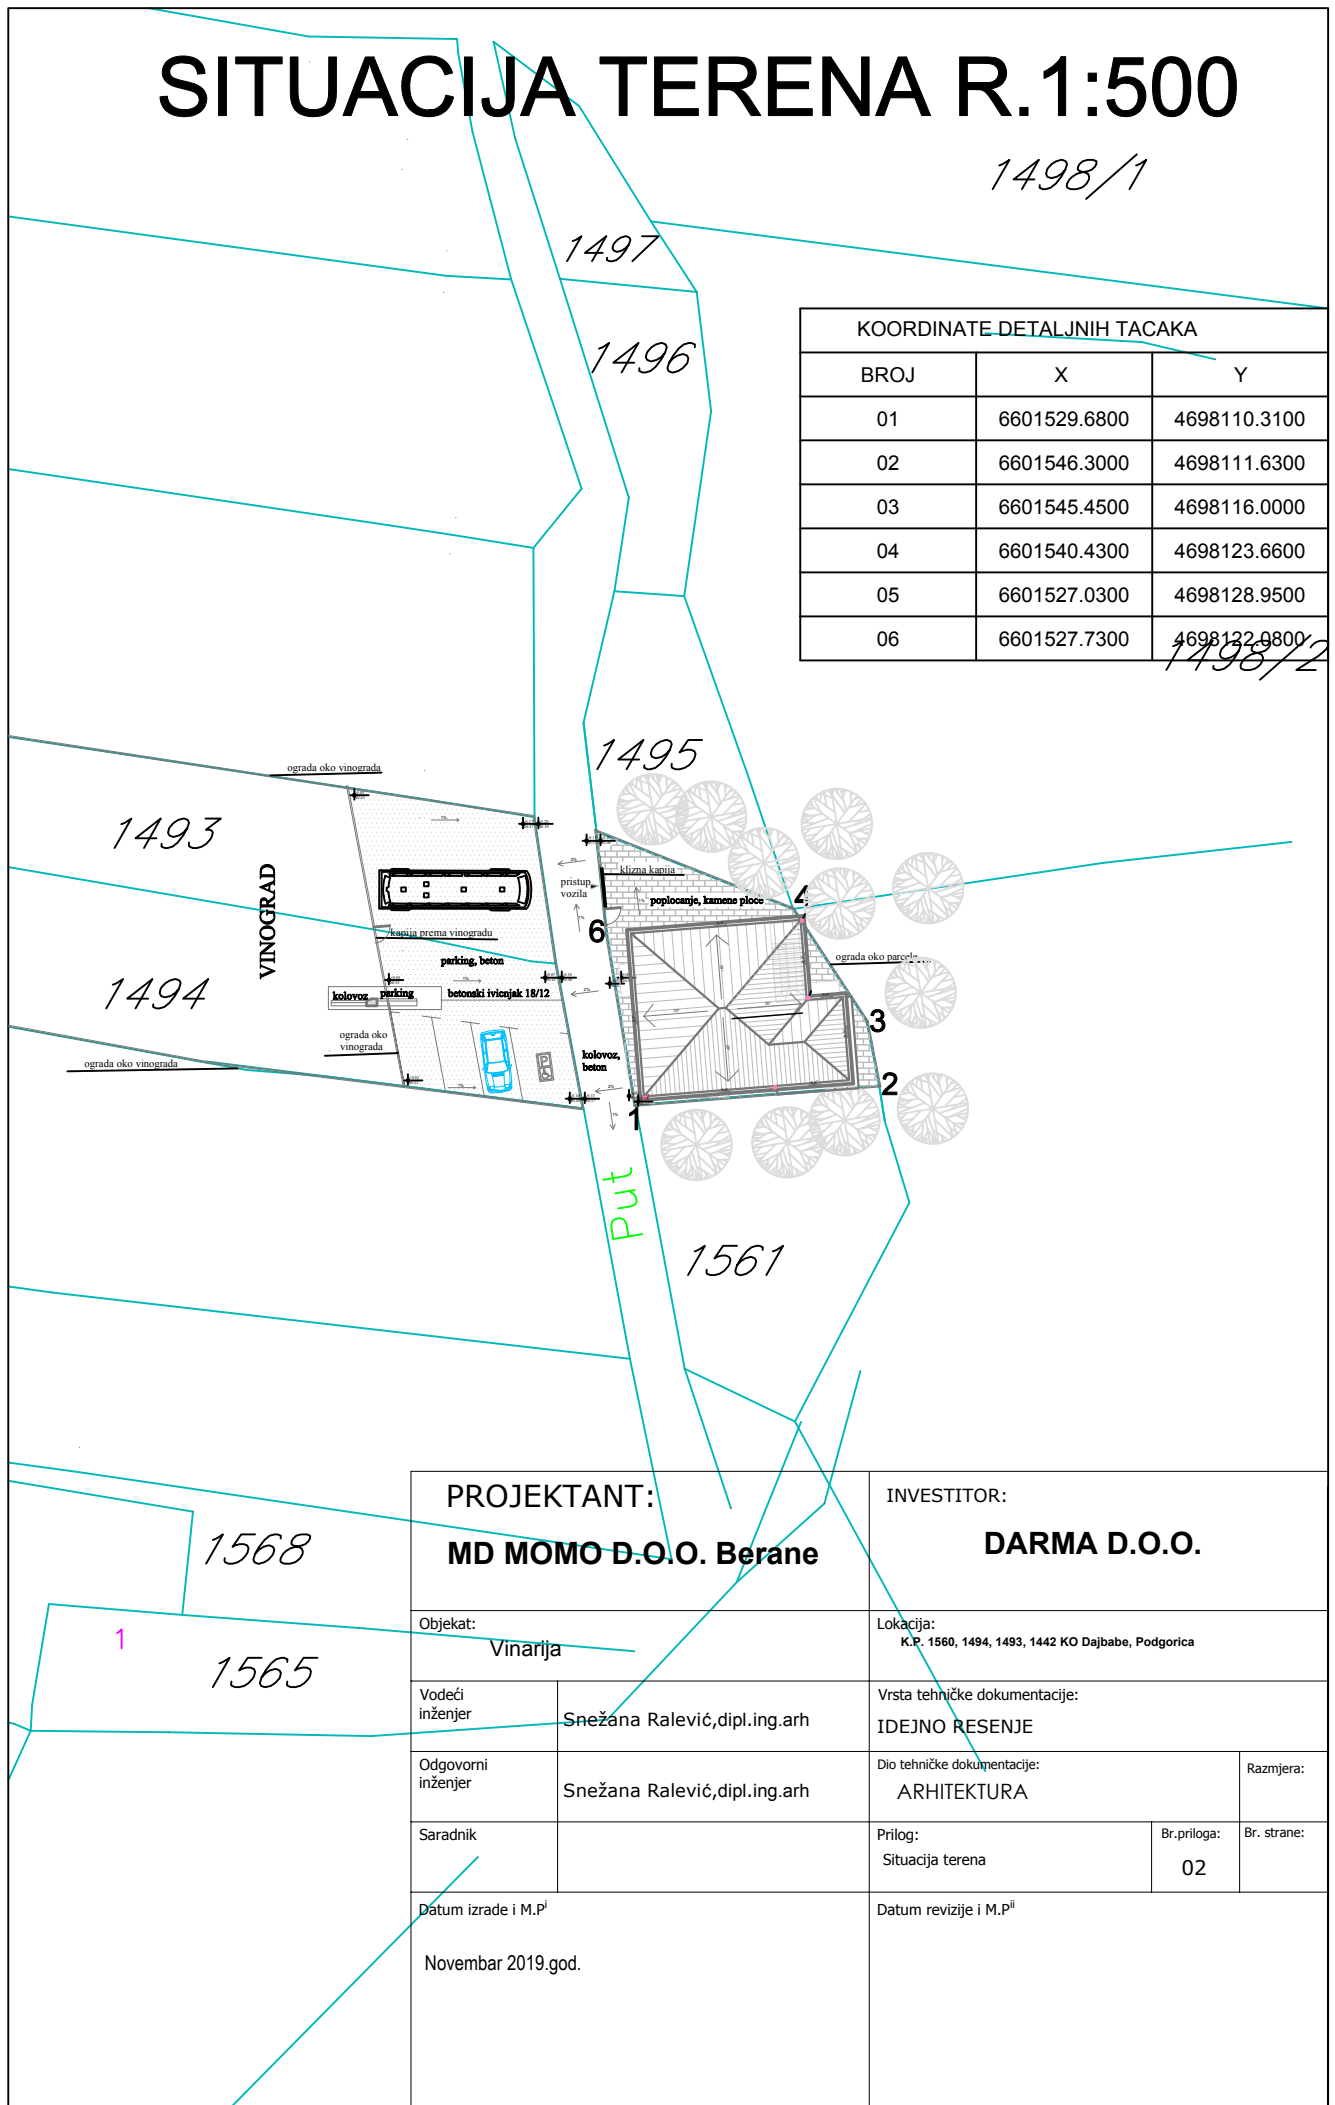 SITUACIJA TERENA R.1:500
1498/1
1497
1496
KOORDINATE DETALJNIH TACAKA
BROJ X Y
01 6601529.6800 4698110.3100
02 6601546.3000 4698111.6300
03 6601545.4500 4698116.0000
04 6601540.4300 4698123.6600
05 6601527.0300 4698128.9500
06 6601527.7300 4698122.0800
1498/2
1495
ograda oko vinograda
1493
VINOGRAD
klizna kapija
pristup
vozila
poplocanje, kamene ploce
4
6
kapija prema vinogradu
ograda oko parcele
parking, beton
1494
kolovoz parking
betonski ivicnjak 18/12
3
ograda oko
vinograda
ograda oko vinograda
kolovoz,
beton
2
1
Put
1561
1568
1
1565
PROJEKTANT:
MD MOMO D.O.O. Berane
INVESTITOR:
DARMA D.O.O.
Objekat:
Vinarija
Lokacija:
K.P. 1560, 1494, 1493, 1442 KO Dajbabe, Podgorica
Vodeći
inženjer
Snežana Ralević,dipl.ing.arh
Vrsta tehničke dokumentacije:
IDEJNO RESENJE
Odgovorni
inženjer
Snežana Ralević,dipl.ing.arh
Dio tehničke dokumentacije:
ARHITEKTURA
Razmjera:
Saradnik
Prilog:
Situacija terena
Br.priloga:
02
Br. strane:
Datum izrade i M.Pⁱ
Novembar 2019.god.
Datum revizije i M.Pⁱⁱ